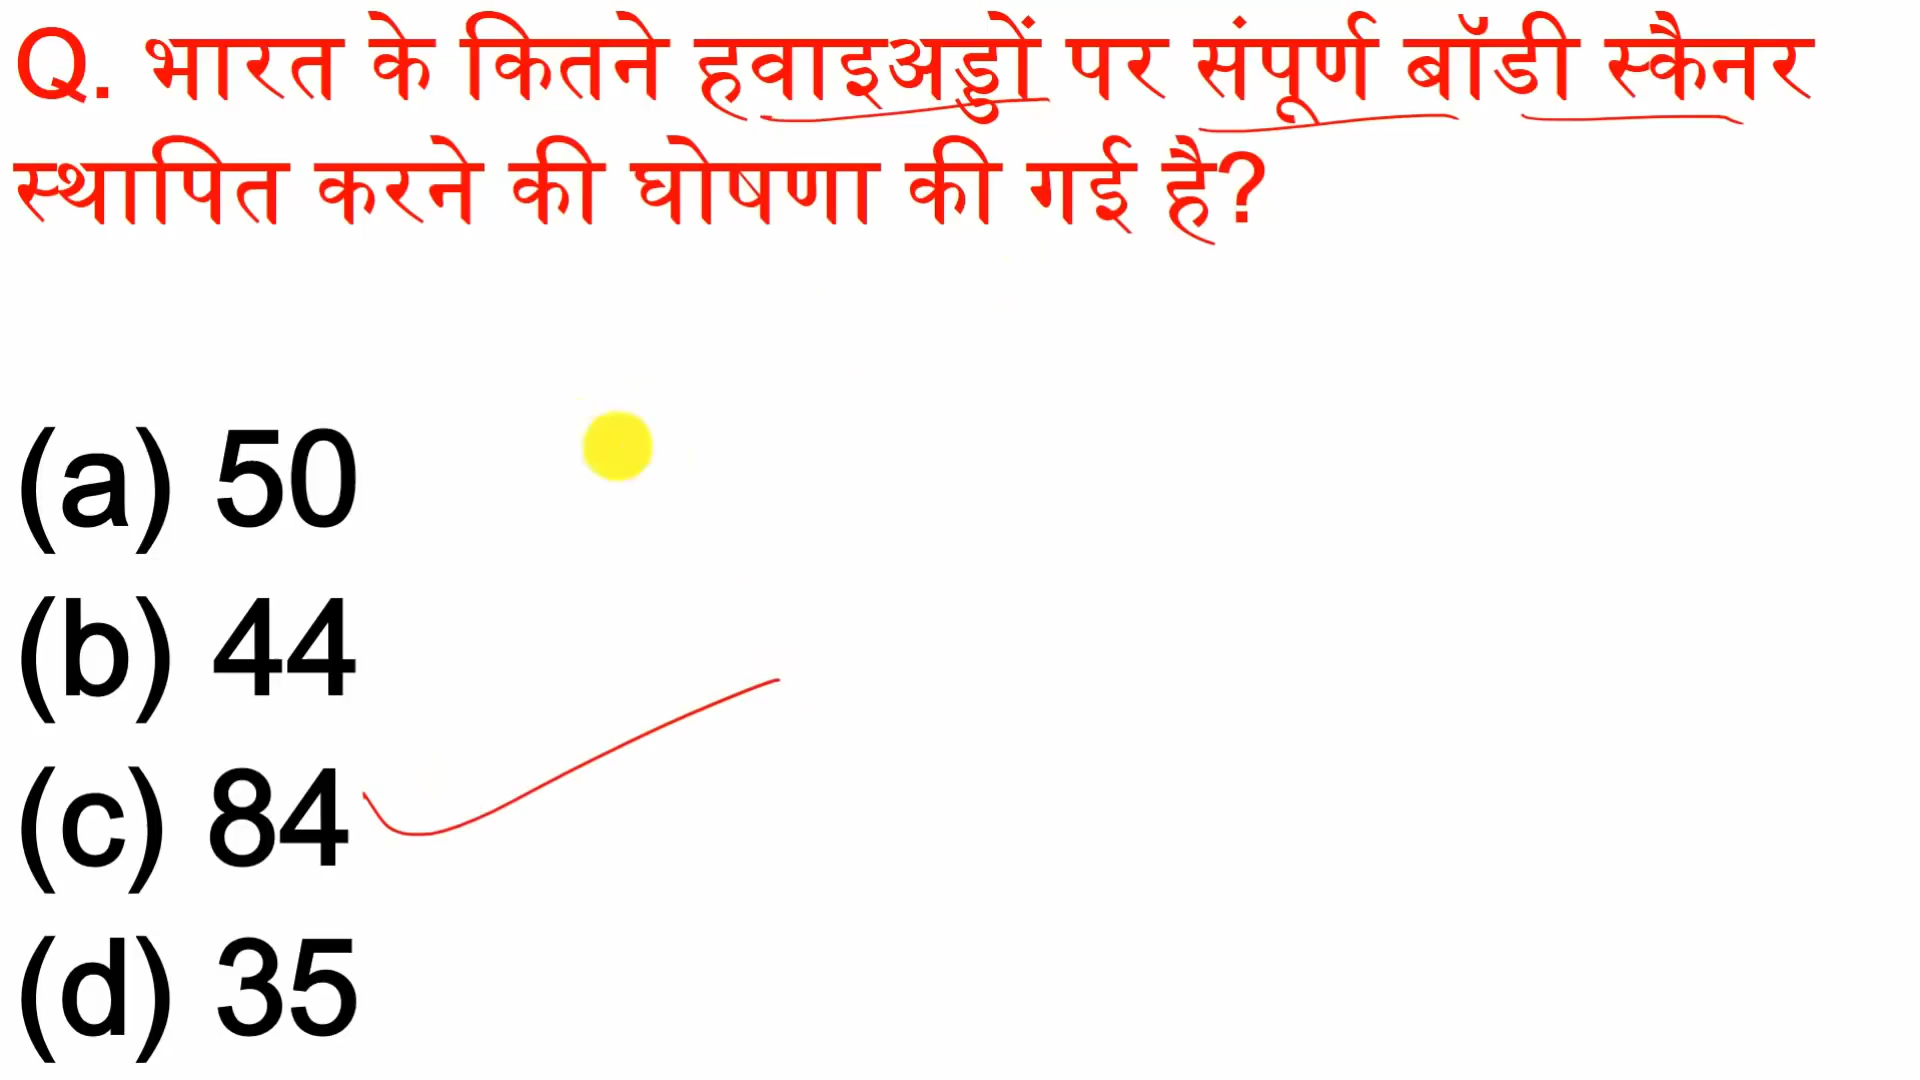 Q. भारत के कितने हवाइअड्डों पर संपूर्ण बॉडी स्कैनर
स्थापित करने की घोषणा की गई है?
(a) 50
(b) 44
(c) 84
(d) 35